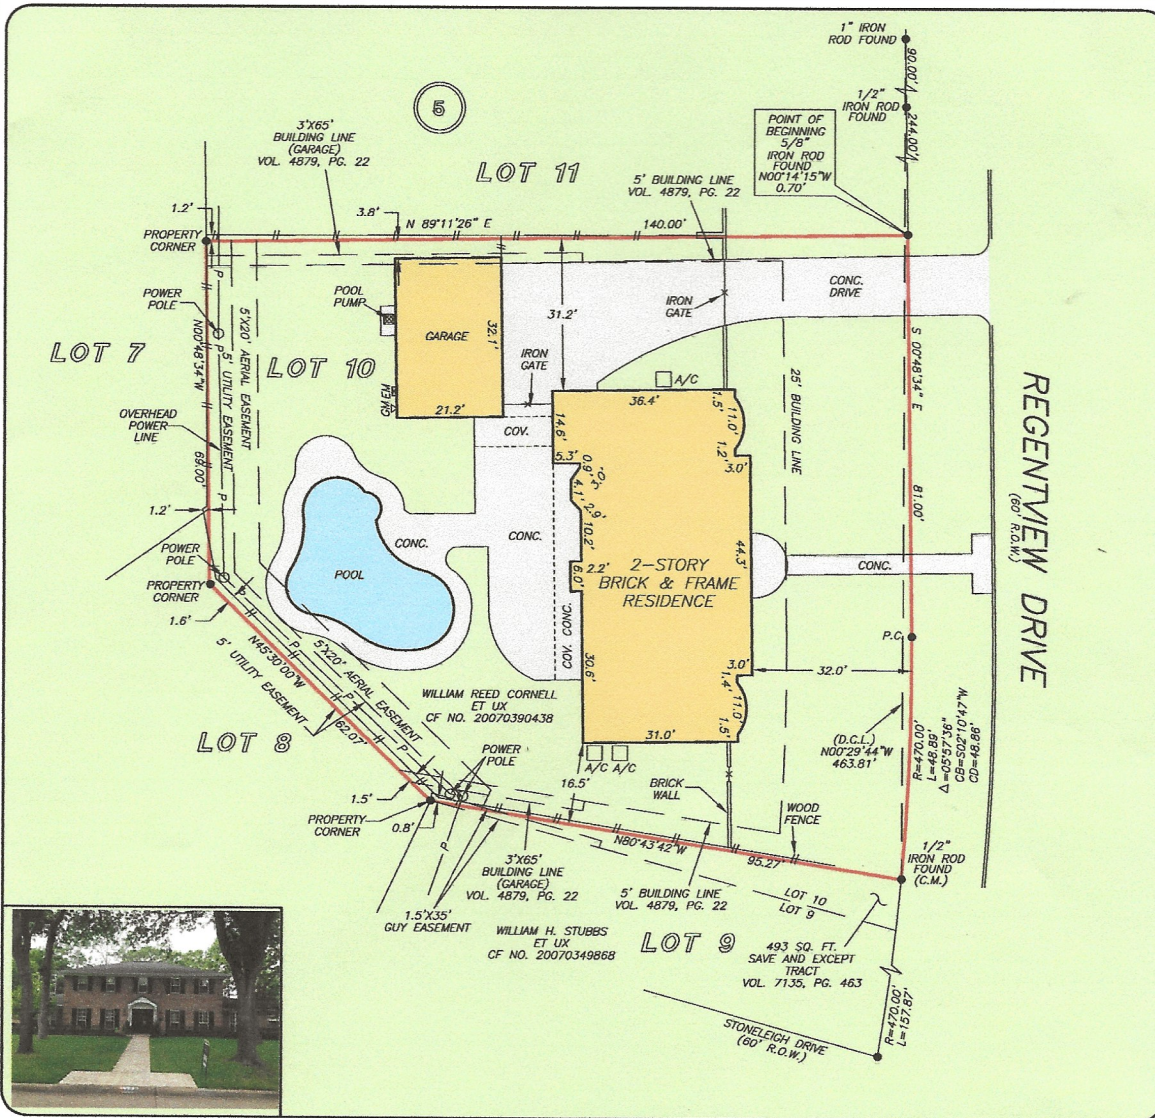 1" IRON
ROD FOUND
90.00'
1/2"
IRON ROD
FOUND
244.00'
5
3'X65'
BUILDING LINE
(GARAGE)
VOL. 4879, PG. 22
LOT 11
POINT OF
BEGINNING
5/8"
IRON ROD
FOUND
N00°14'15"W
0.70'
5' BUILDING LINE
VOL. 4879, PG. 22
1.2'
3.8'
N 89°11'26" E
140.00'
PROPERTY
CORNER
P
POWER
POLE
POOL
PUMP
GARAGE
32.1'
31.2'
IRON
GATE
CONC.
DRIVE
LOT 7
N00°48'34"W
69.00'
P
5' UTILITY EASEMENT
5'X20' AERIAL EASEMENT
LOT 10
IRON
GATE
A/C
S 00°48'34" E
81.00'
25' BUILDING LINE
REGENTVIEW DRIVE
(60' R.O.W.)
OVERHEAD
POWER
LINE
GM
EM
21.2'
36.4'
1.5'
11.0'
1.2'
3.0'
14.6'
COV.
5.3'
0.9'
3.0'
4.1'
2.9'
10.2'
P
1.2'
CONC.
CONC.
44.3'
2-STORY
BRICK & FRAME
RESIDENCE
2.2'
6.0'
CONC.
POOL
POWER
POLE
PROPERTY
CORNER
P
1.6'
COV. CONC.
P.C.
N45°30'00"W
62.07'
5' UTILITY EASEMENT
5'X20' AERIAL EASEMENT
P
P
P
30.6'
3.0'
1.4'
11.0'
1.5'
32.0'
WILLIAM REED CORNELL
ET UX
CF NO. 20070390438
LOT 8
31.0'
(D.C.L.)
N00°29'44"W
463.81'
R=470.00'
L=48.89'
△=05°57'36"
CB=S02°10'47"W
CD=48.86'
POWER
POLE
A/C
A/C
16.5'
BRICK
WALL
1.5'
PROPERTY
CORNER
0.8'
P
WOOD
FENCE
N80°43'42"W
95.27'
1/2"
IRON ROD
FOUND
(C.M.)
3'X65'
BUILDING LINE
(GARAGE)
VOL. 4879, PG. 22
5' BUILDING LINE
VOL. 4879, PG. 22
LOT 10
LOT 9
1.5'X35'
GUY EASEMENT
WILLIAM H. STUBBS
ET UX
CF NO. 20070349868
LOT 9
493 SQ. FT.
SAVE AND EXCEPT
TRACT
VOL. 7135, PG. 463
R=470.00'
L=157.87'
STONELEIGH DRIVE
(60' R.O.W.)